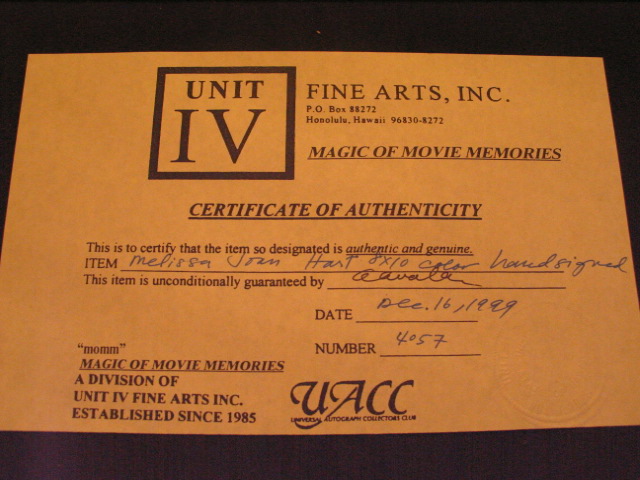 UNIT
IV
FINE ARTS, INC.
P.O. Box 88272
Honolulu, Hawaii 96830-8272
MAGIC OF MOVIE MEMORIES
CERTIFICATE OF AUTHENTICITY
This is to certify that the item so designated is authentic and genuine.
ITEM Melissa Joan Hart 8x10 color handsigned
This item is unconditionally guaranteed by
DATE Dec. 16, 1999
NUMBER 4057
"momm"
MAGIC OF MOVIE MEMORIES
A DIVISION OF
UNIT IV FINE ARTS INC.
ESTABLISHED SINCE 1985
UACC
UNIVERSAL AUTOGRAPH COLLECTORS CLUB